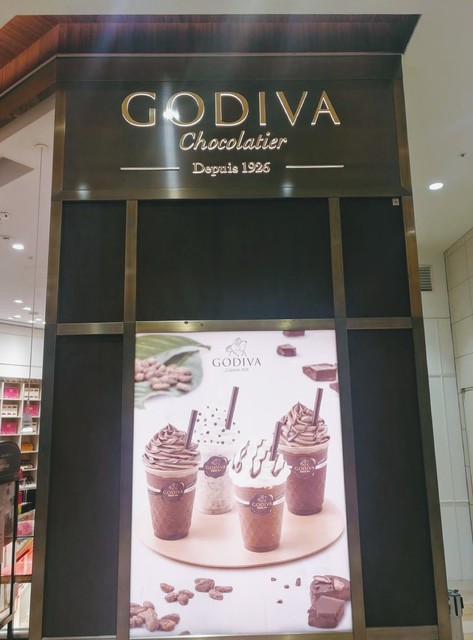 GODIVA
Chocolatier
Depuis 1926
GODIVA